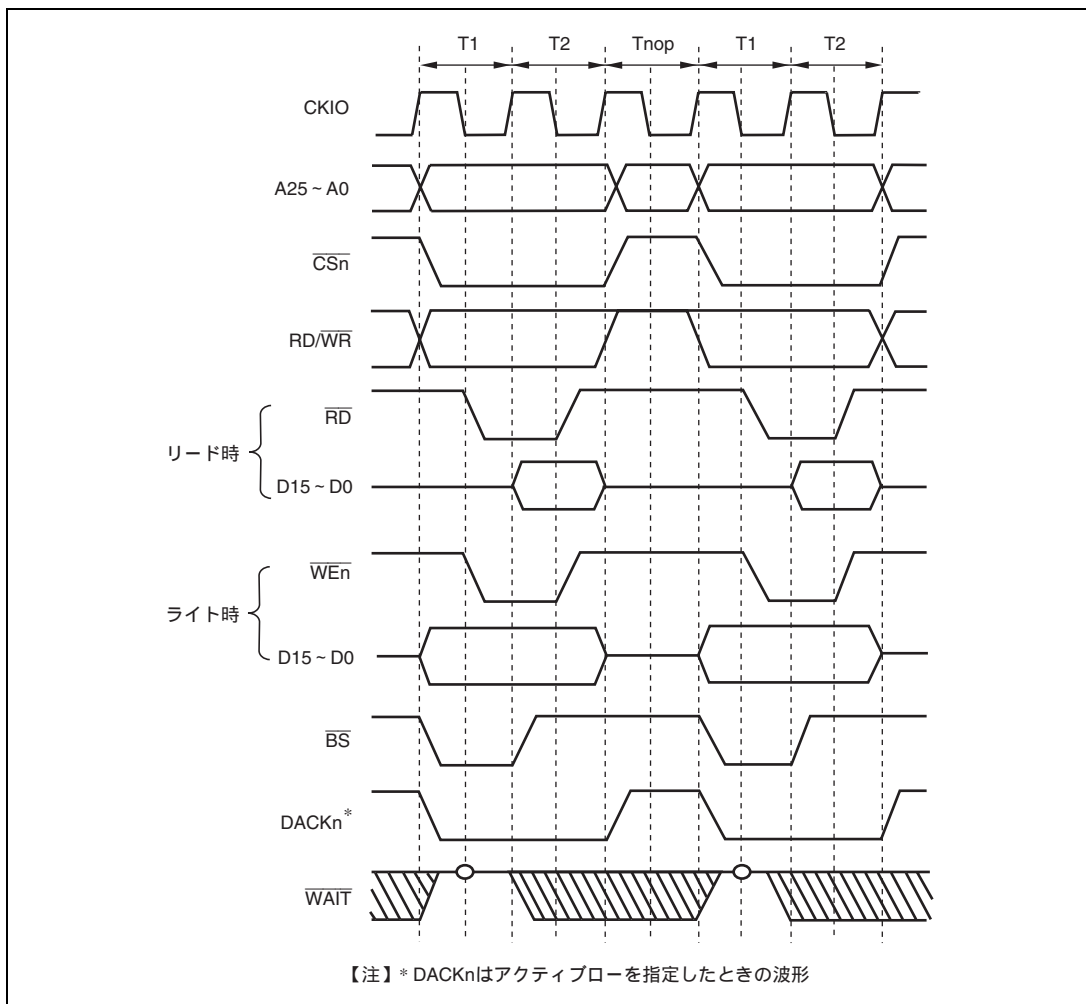 T1 T2 Tnop T1 T2
CKIO
A25～A0
CSn
RD/WR
RD
リード時
D15～D0
WEn
ライト時
D15～D0
BS
DACKn*
WAIT
【注】* DACKnはアクティブローを指定したときの波形